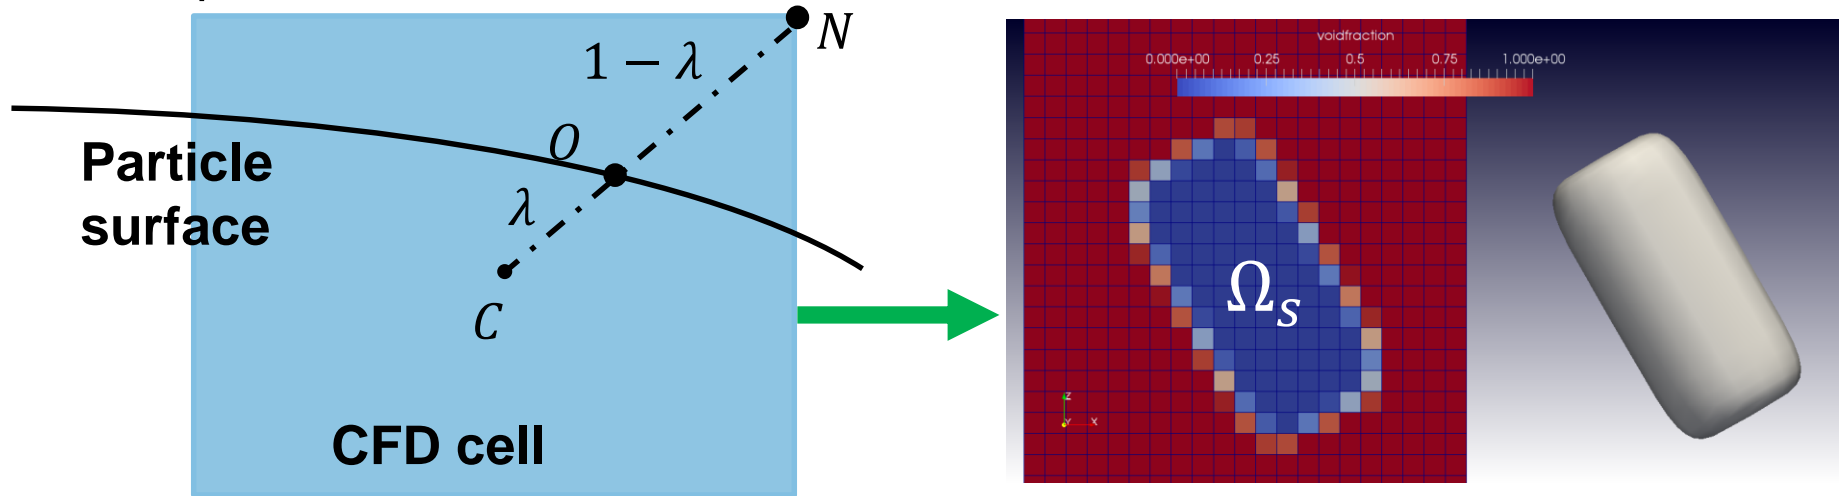 N
1 − λ
O
Particle
surface
λ
C
CFD cell
voidfraction
0.000e+00 0.25 0.5 0.75 1.000e+00
Ωs
Z
Y X